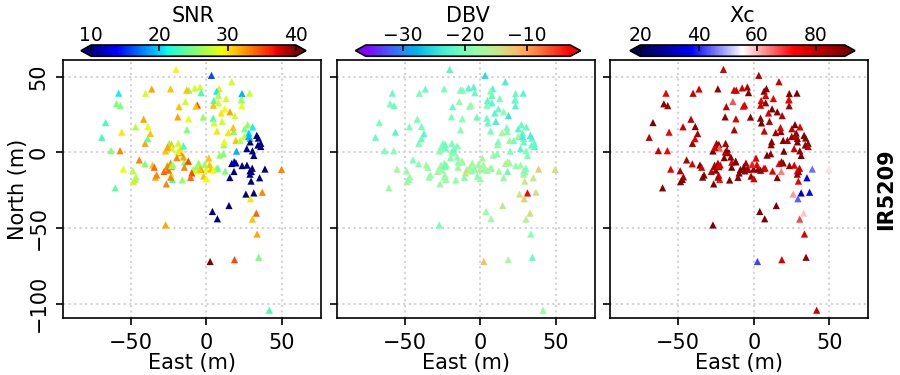 SNR DBV Xc
10 20 30 40 −30 −20 −10 20 40 60 80
50
0
−50
−100
North (m)
−50 0 50 −50 0 50 −50 0 50
East (m) East (m) East (m)
IR5209